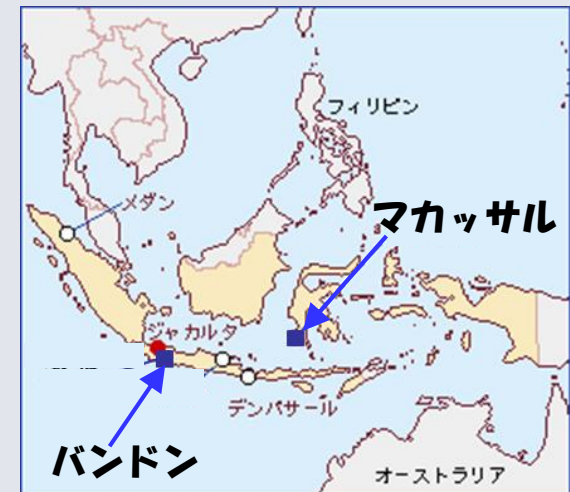 フィリピン
メダン
マカッサル
ジャカルタ
デンパサール
バンドン
オーストラリア